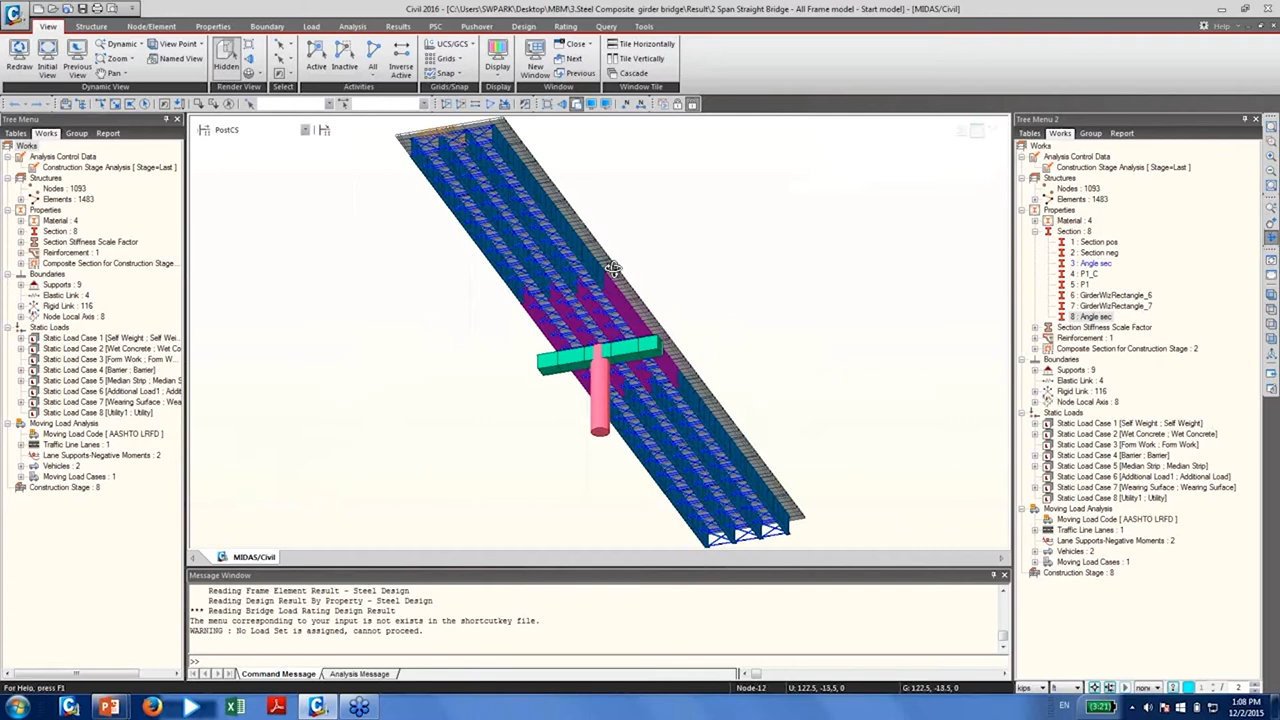 Civil 2016 - [C:\Users\SWPARK\Desktop\MBM\3.Steel Composite girder bridge\Result\2 Span Straight Bridge - All Frame model - Start model] - [MIDAS/Civil]
View Structure Node/Element Properties Boundary Load Analysis Results PSC Pushover Design Rating Query Tools
Help
Redraw Initial View Previous View Dynamic Zoom Pan View Point Named View
Hidden
Active Inactive All Inverse Active
UCS/GCS Grids Snap
Display
New Window Close Next Previous
Tile Horizontally Tile Vertically Cascade
Dynamic View Render View Select Activities Grids/Snap Display Window Window Tile
Tree Menu
Tables Works Group Report
Works
Analysis Control Data
Construction Stage Analysis [ Stage=Last ]
Structures
Nodes : 1093
Elements : 1483
Properties
Material : 4
Section : 8
Section Stiffness Scale Factor
Reinforcement : 1
Composite Section for Construction Stage
Boundaries
Supports : 9
Elastic Link : 4
Rigid Link : 116
Node Local Axis : 8
Static Loads
Static Load Case 1 [Self Weight ; Self We
Static Load Case 2 [Wet Concrete ; Wet
Static Load Case 3 [Form Work ; Form W...
Static Load Case 4 [Barrier ; Barrier]
Static Load Case 5 [Median Strip ; Median
Static Load Case 6 [Additional Load1 ; Add
Static Load Case 7 [Wearing Surface ; We
Static Load Case 8 [Utility1 ; Utility]
Moving Load Analysis
Moving Load Code [ AASHTO LRFD ]
Traffic Line Lanes : 1
Lane Supports-Negative Moments : 2
Vehicles : 2
Moving Load Cases : 1
Construction Stage : 8
PostCS
MIDAS/Civil
Message Window
Reading Frame Element Result - Steel Design
Reading Design Result By Property - Steel Design
*** Reading Bridge Load Rating Design Result
The menu corresponding to your input is not exists in the shortcutkey file.
WARNING : No Load Set is assigned, cannot proceed.
>>
Command Message Analysis Message
Tree Menu 2
Tables Works Group Report
Works
Analysis Control Data
Construction Stage Analysis [ Stage=Last ]
Structures
Nodes : 1093
Elements : 1483
Properties
Material : 4
Section : 8
1 : Section pos
2 : Section neg
3 : Angle sec
4 : P1_C
5 : P1
6 : GirderWizRectangle_6
7 : GirderWizRectangle_7
8 : Angle sec
Section Stiffness Scale Factor
Reinforcement : 1
Composite Section for Construction Stage : 2
Boundaries
Supports : 9
Elastic Link : 4
Rigid Link : 116
Node Local Axis : 8
Static Loads
Static Load Case 1 [Self Weight ; Self Weight]
Static Load Case 2 [Wet Concrete ; Wet Concrete]
Static Load Case 3 [Form Work ; Form Work]
Static Load Case 4 [Barrier ; Barrier]
Static Load Case 5 [Median Strip ; Median Strip]
Static Load Case 6 [Additional Load1 ; Additional Load]
Static Load Case 7 [Wearing Surface ; Wearing Surface]
Static Load Case 8 [Utility1 ; Utility]
Moving Load Analysis
Moving Load Code [ AASHTO LRFD ]
Traffic Line Lanes : 1
Lane Supports-Negative Moments : 2
Vehicles : 2
Moving Load Cases : 1
Construction Stage : 8
For Help, press F1
Node-12 U: 122.5, -13.5, 0 G: 122.5, -13.5, 0 kips ft none 1 / 2
EN (3:21) 1:08 PM
12/2/2015